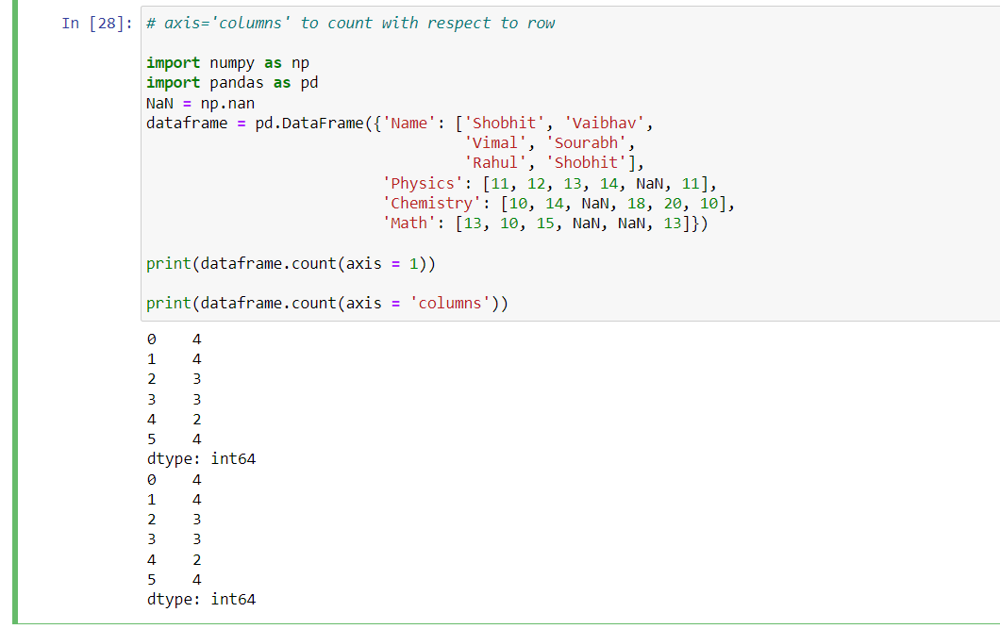 In [28]: # axis='columns' to count with respect to row
import numpy as np
import pandas as pd
NaN = np.nan
dataframe = pd.DataFrame({'Name': ['Shobhit', 'Vaibhav',
'Vimal', 'Sourabh',
'Rahul', 'Shobhit'],
'Physics': [11, 12, 13, 14, NaN, 11],
'Chemistry': [10, 14, NaN, 18, 20, 10],
'Math': [13, 10, 15, NaN, NaN, 13]})
print(dataframe.count(axis = 1))
print(dataframe.count(axis = 'columns'))
0    4
1    4
2    3
3    3
4    2
5    4
dtype: int64
0    4
1    4
2    3
3    3
4    2
5    4
dtype: int64